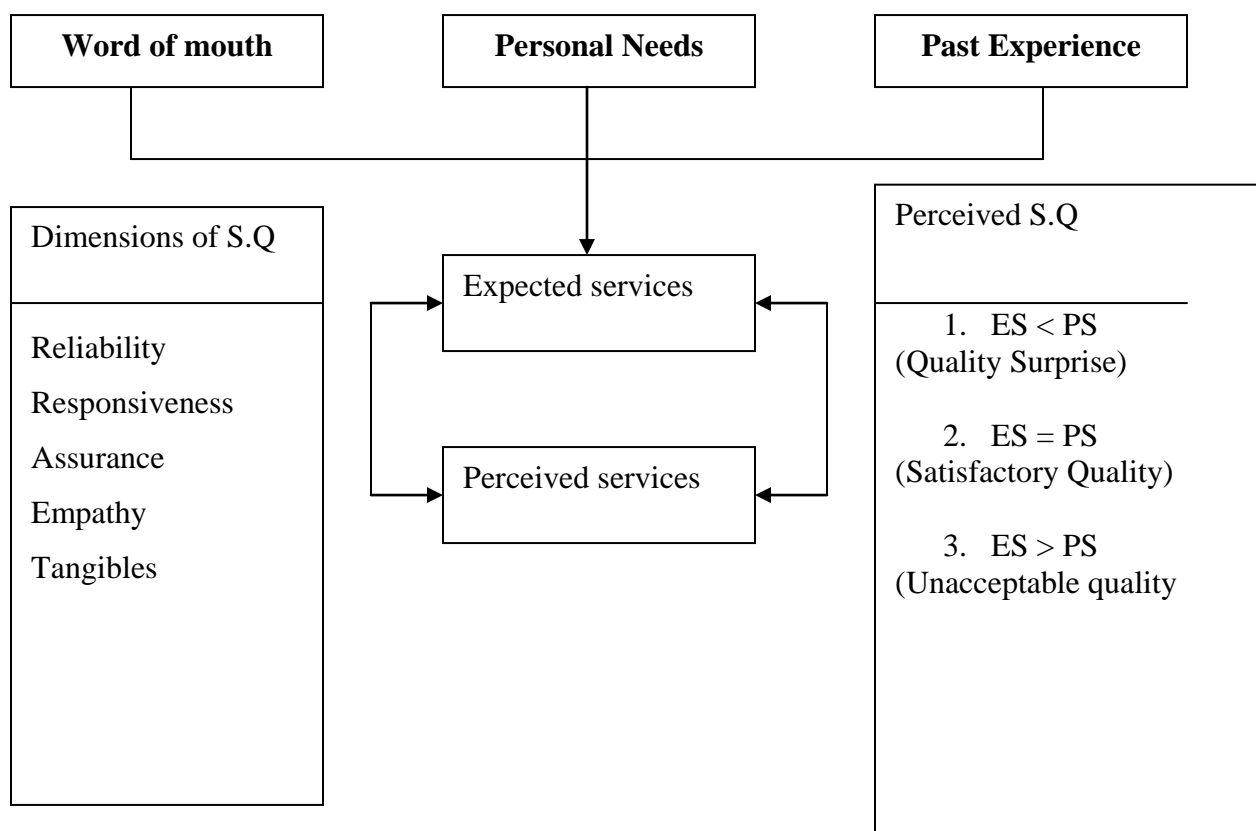 Word of mouth
Personal Needs
Past Experience
Dimensions of S.Q
Reliability
Responsiveness
Assurance
Empathy
Tangibles
Expected services
Perceived services
Perceived S.Q
1. ES < PS
(Quality Surprise)
2. ES = PS
(Satisfactory Quality)
3. ES > PS
(Unacceptable quality